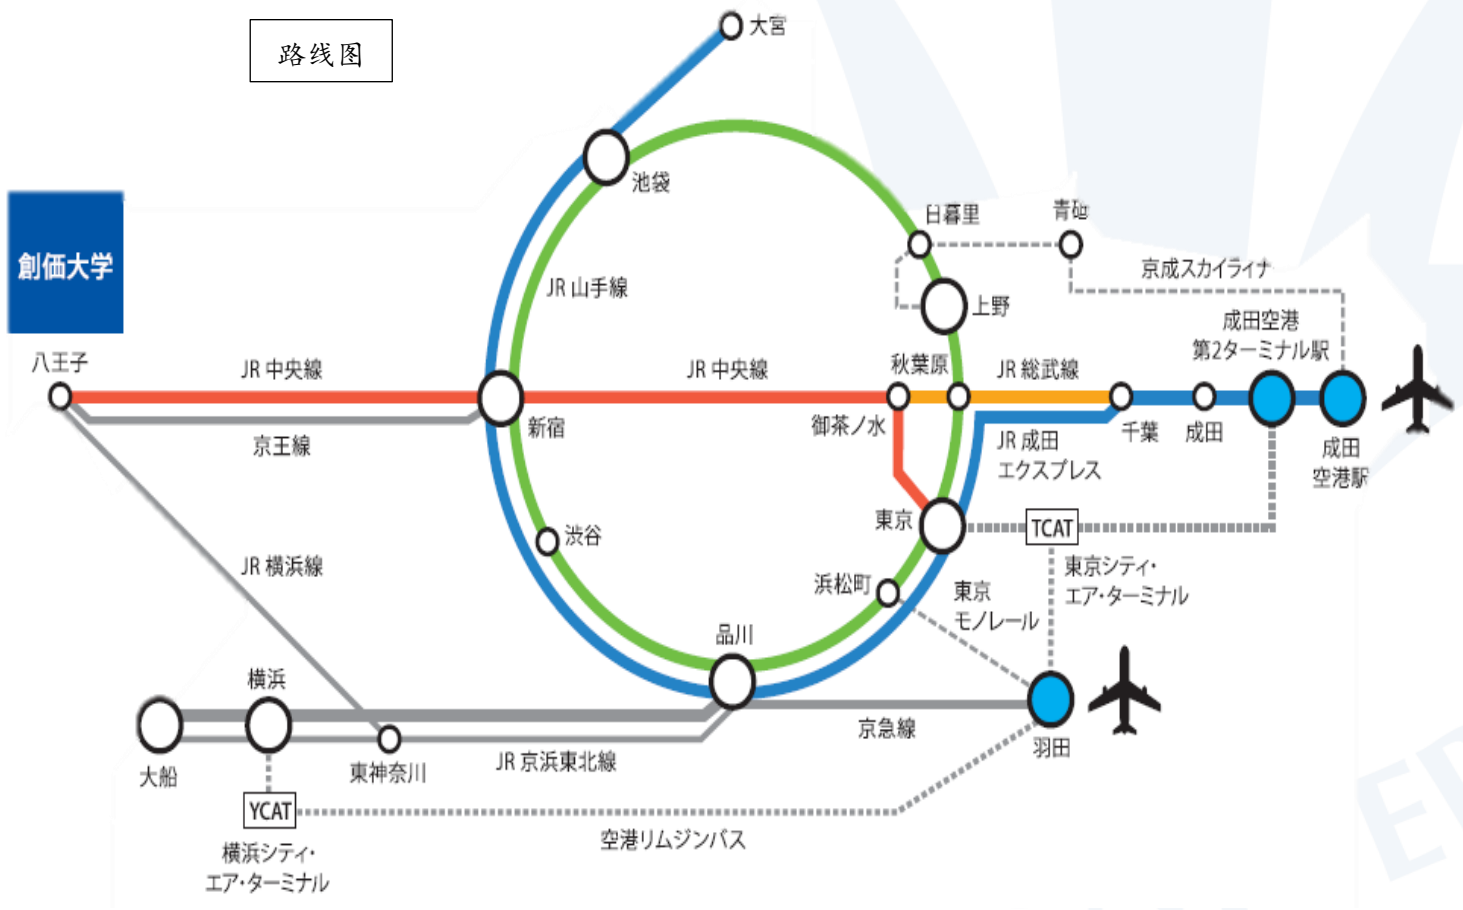 大宮
路线图
池袋
日暮里
青砥
創価大学
京成スカイライナ
JR 山手線
上野
成田空港
第2ターミナル駅
八王子
JR 中央線
JR 中央線
秋葉原
JR 総武線
京王線
新宿
御茶ノ水
千葉
成田
成田
空港駅
JR 成田
エクスプレス
東京
TCAT
渋谷
JR 横浜線
浜松町
東京
モノレール
東京シティ・
エア・ターミナル
品川
横浜
京急線
羽田
大船
東神奈川
JR 京浜東北線
YCAT
空港リムジンバス
横浜シティ・
エア・ターミナル